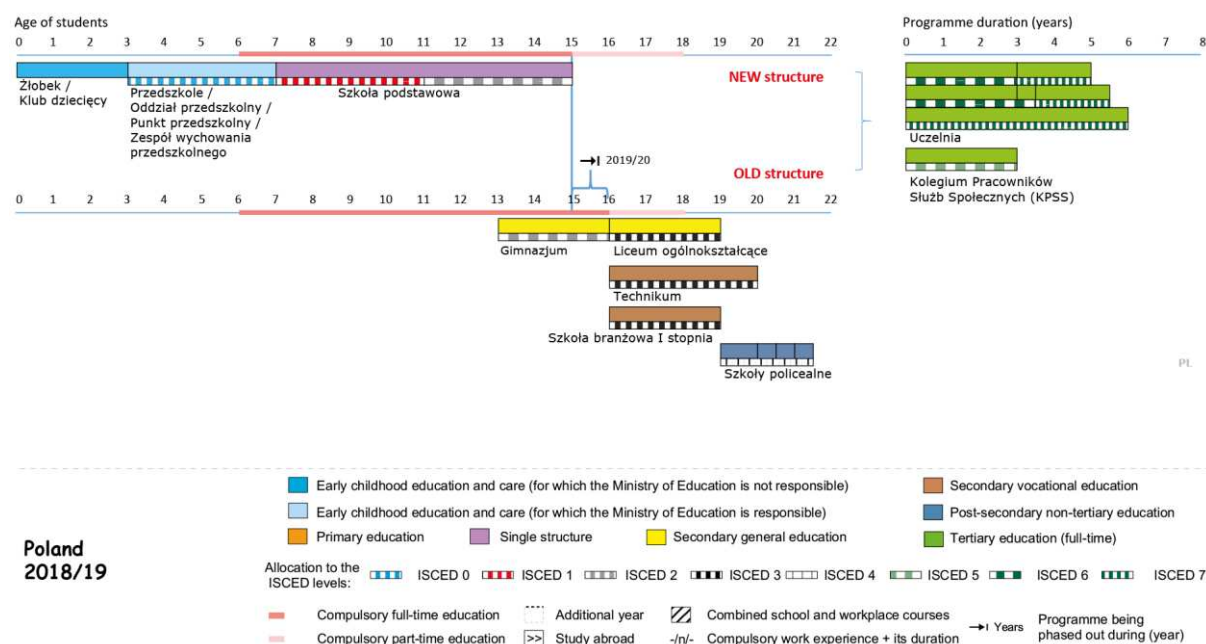 Age of students
Programme duration (years)
0 1 2 3 4 5 6 7 8 9 10 11 12 13 14 15 16 17 18 19 20 21 22
0 1 2 3 4 5 6 7 8
NEW structure
Żłobek /
Klub dziecięcy
Przedszkole /
Oddział przedszkolny /
Punkt przedszkolny /
Zespół wychowania
przedszkolnego
Szkoła podstawowa
Uczelnia
2019/20
OLD structure
Kolegium Pracowników
Służb Społecznych (KPSS)
0 1 2 3 4 5 6 7 8 9 10 11 12 13 14 15 16 17 18 19 20 21 22
Gimnazjum
Liceum ogólnokształcące
Technikum
Szkoła branżowa I stopnia
Szkoły policealne
PL
Early childhood education and care (for which the Ministry of Education is not responsible)
Secondary vocational education
Early childhood education and care (for which the Ministry of Education is responsible)
Post-secondary non-tertiary education
Primary education
Single structure
Secondary general education
Tertiary education (full-time)
Poland
2018/19
Allocation to the
ISCED levels:
ISCED 0
ISCED 1
ISCED 2
ISCED 3
ISCED 4
ISCED 5
ISCED 6
ISCED 7
Compulsory full-time education
Additional year
Combined school and workplace courses
Years
Programme being
phased out during (year)
Compulsory part-time education
>> Study abroad
-/n/- Compulsory work experience + its duration